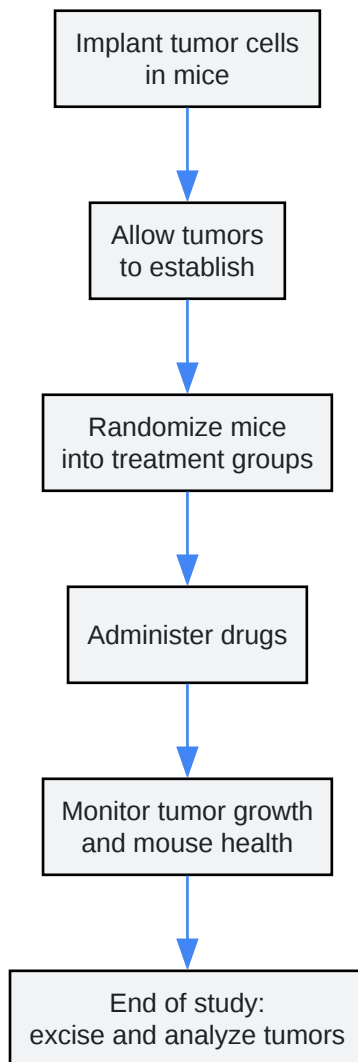 Implant tumor cells
in mice
Allow tumors
to establish
Randomize mice
into treatment groups
Administer drugs
Monitor tumor growth
and mouse health
End of study:
excise and analyze tumors